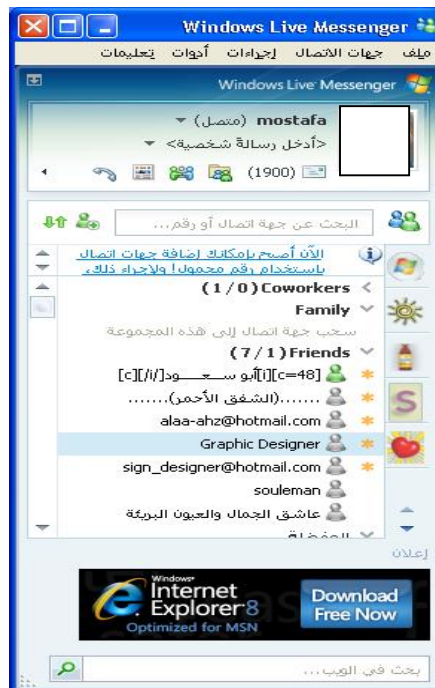 Windows Live Messenger
ملف جهات الاتصال إجراءات أدوات تعليمات
Windows Live Messenger
mostafa (متصل)
<أدخل رسالة شخصية>
(1900)
البحث عن جهة اتصال أو رقم...
الآن أصبح بإمكانك إضافة جهات اتصال
باستخدام رقم محمول! ولإجراء ذلك،
(1/0)Coworkers
Family
سحب جهة اتصال إلى هذه المجموعة
(7/1)Friends
[c=48][i]أبو ســعــود[/i][/c]
.......(الشفق الأحمر)......
alaa-ahz@hotmail.com
Graphic Designer
sign_designer@hotmail.com
souleman
عاشق الجمال والعيون البريئة
المفضلة
إعلان
Windows
Internet
Explorer 8
Optimized for MSN
Download
Free Now
بحث في الويب...
S